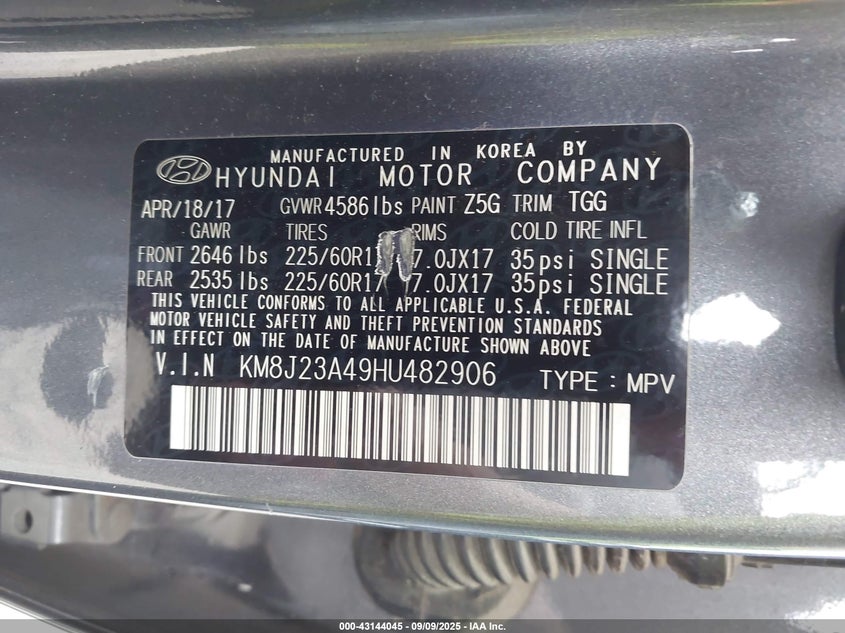 MANUFACTURED IN KOREA BY
HYUNDAI MOTOR COMPANY
APR/18/17 GVWR 4586 lbs PAINT Z5G TRIM TGG
GAWR TIRES RIMS COLD TIRE INFL
FRONT 2646 lbs 225/60R17 7.0JX17 35psi SINGLE
REAR 2535 lbs 225/60R17 7.0JX17 35psi SINGLE
THIS VEHICLE CONFORMS TO ALL APPLICABLE U.S.A. FEDERAL
MOTOR VEHICLE SAFETY AND THEFT PREVENTION STANDARDS
IN EFFECT ON THE DATE OF MANUFACTURE SHOWN ABOVE
V.I.N KM8J23A49HU482906 TYPE : MPV
000-43144045 - 09/09/2025 - IAA Inc.